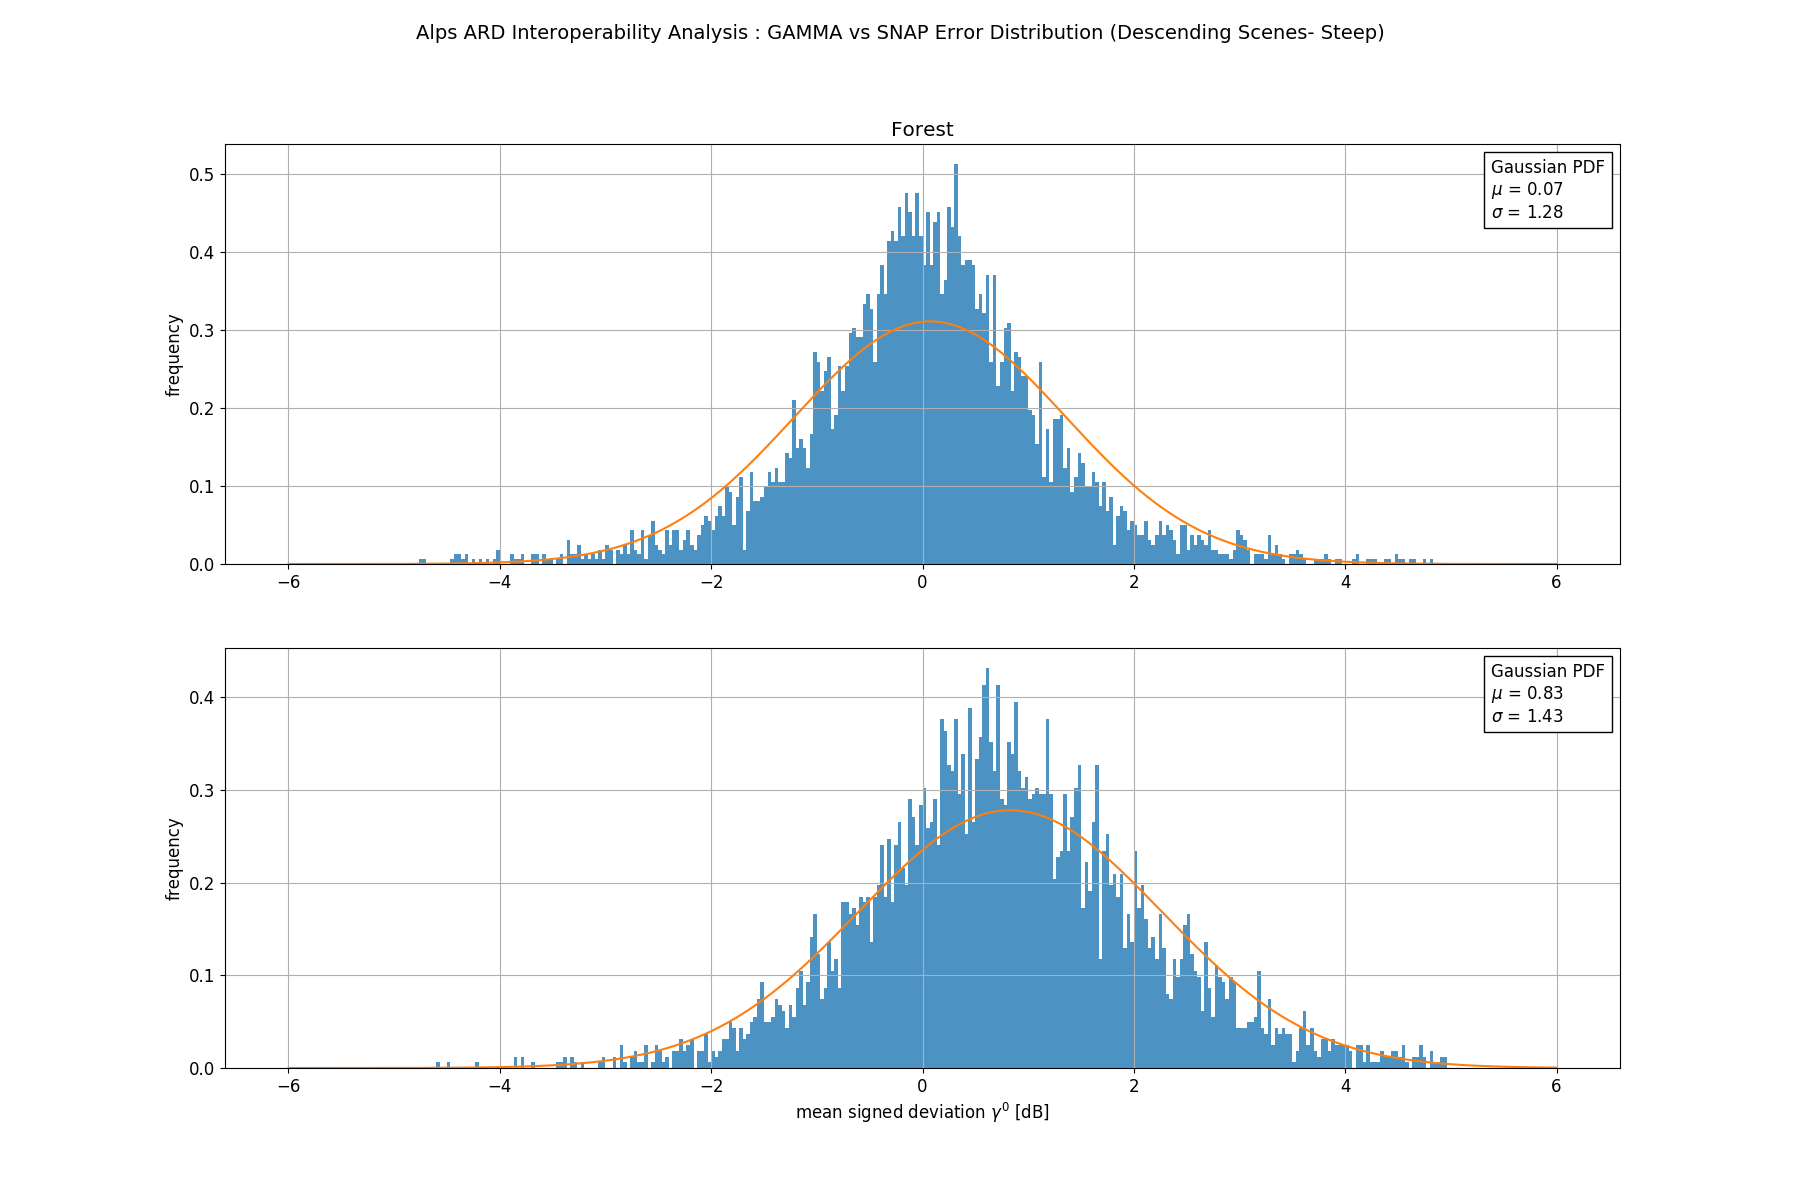 Alps ARD Interoperability Analysis : GAMMA vs SNAP Error Distribution (Descending Scenes- Steep)
Forest
Gaussian PDF
μ = 0.07
σ = 1.28
frequency
0.5
0.4
0.3
0.2
0.1
0.0
−6 −4 −2 0 2 4 6
Gaussian PDF
μ = 0.83
σ = 1.43
frequency
0.4
0.3
0.2
0.1
0.0
−6 −4 −2 0 2 4 6
mean signed deviation γ⁰ [dB]